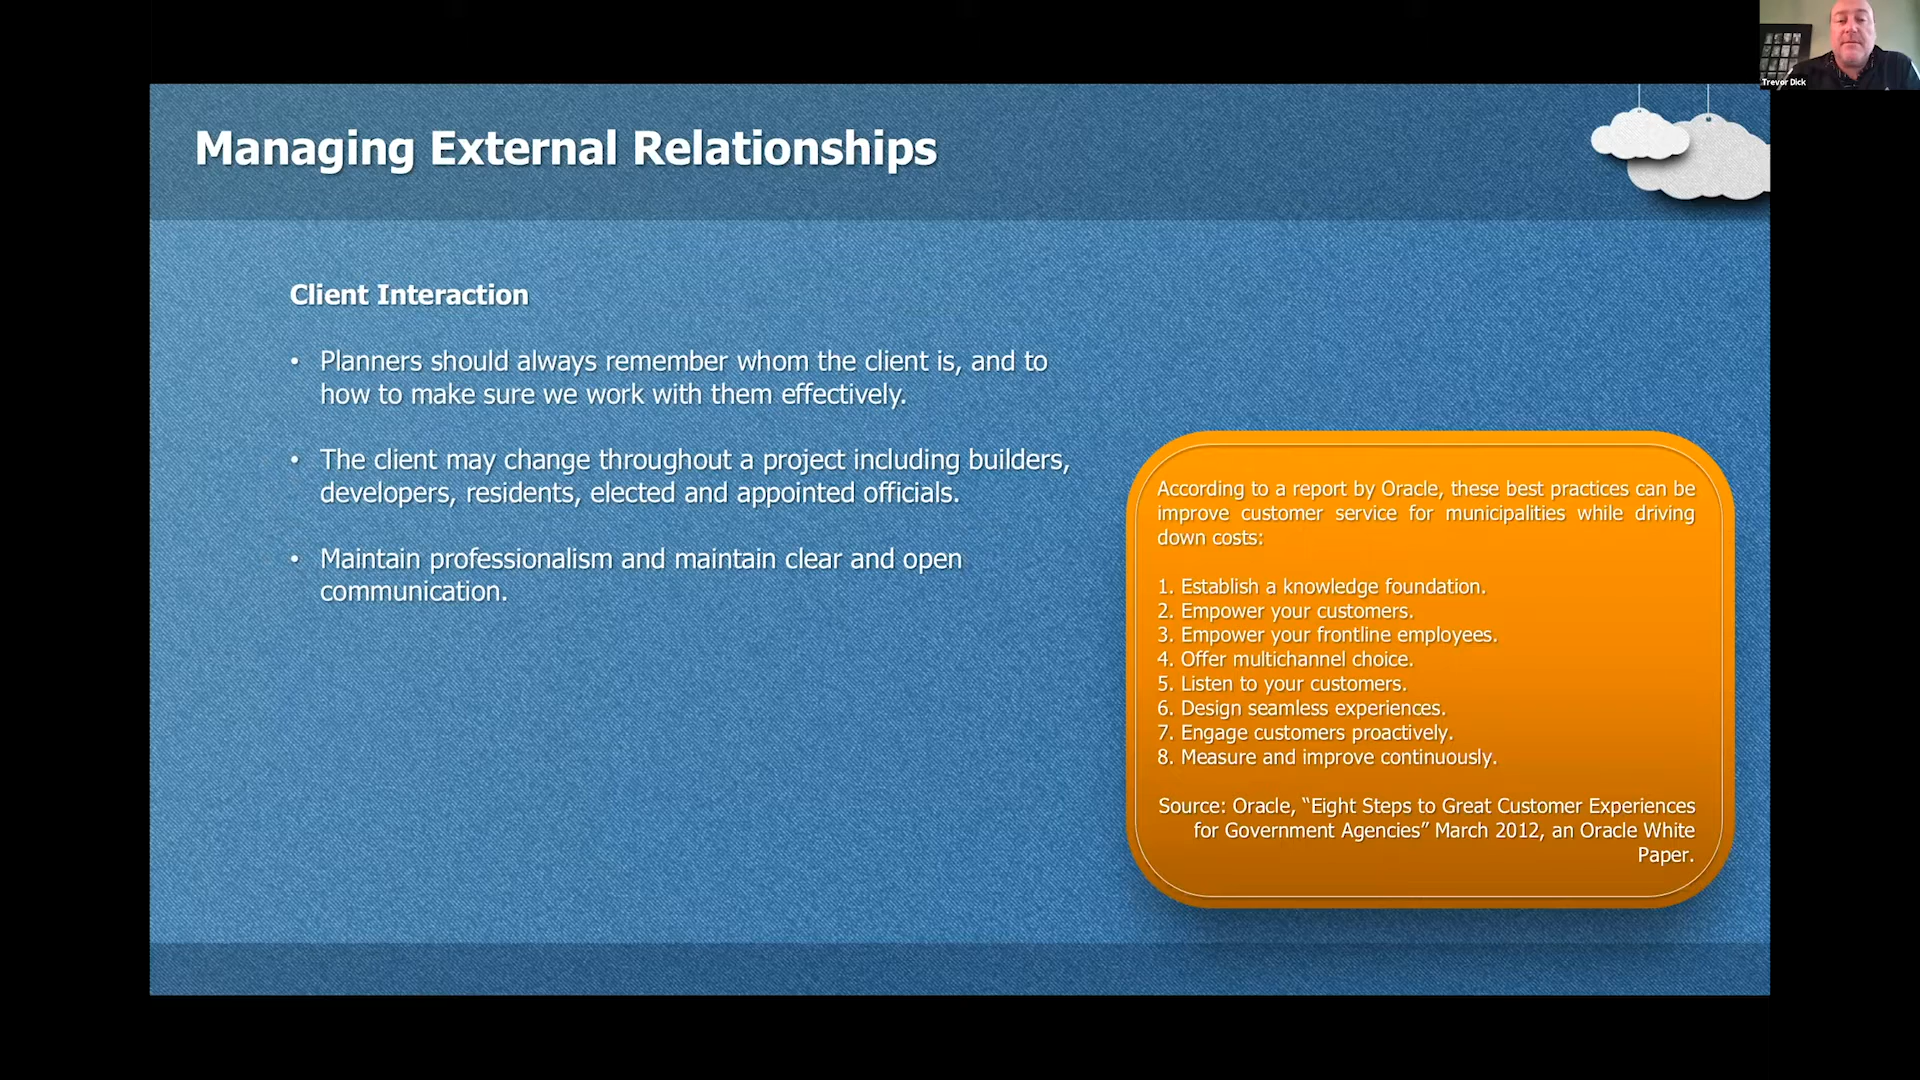 Trevor Dick
Managing External Relationships
Client Interaction
• Planners should always remember whom the client is, and to
how to make sure we work with them effectively.
• The client may change throughout a project including builders,
developers, residents, elected and appointed officials.
• Maintain professionalism and maintain clear and open
communication.
According to a report by Oracle, these best practices can be
improve customer service for municipalities while driving
down costs:
1. Establish a knowledge foundation.
2. Empower your customers.
3. Empower your frontline employees.
4. Offer multichannel choice.
5. Listen to your customers.
6. Design seamless experiences.
7. Engage customers proactively.
8. Measure and improve continuously.
Source: Oracle, “Eight Steps to Great Customer Experiences
for Government Agencies” March 2012, an Oracle White
Paper.